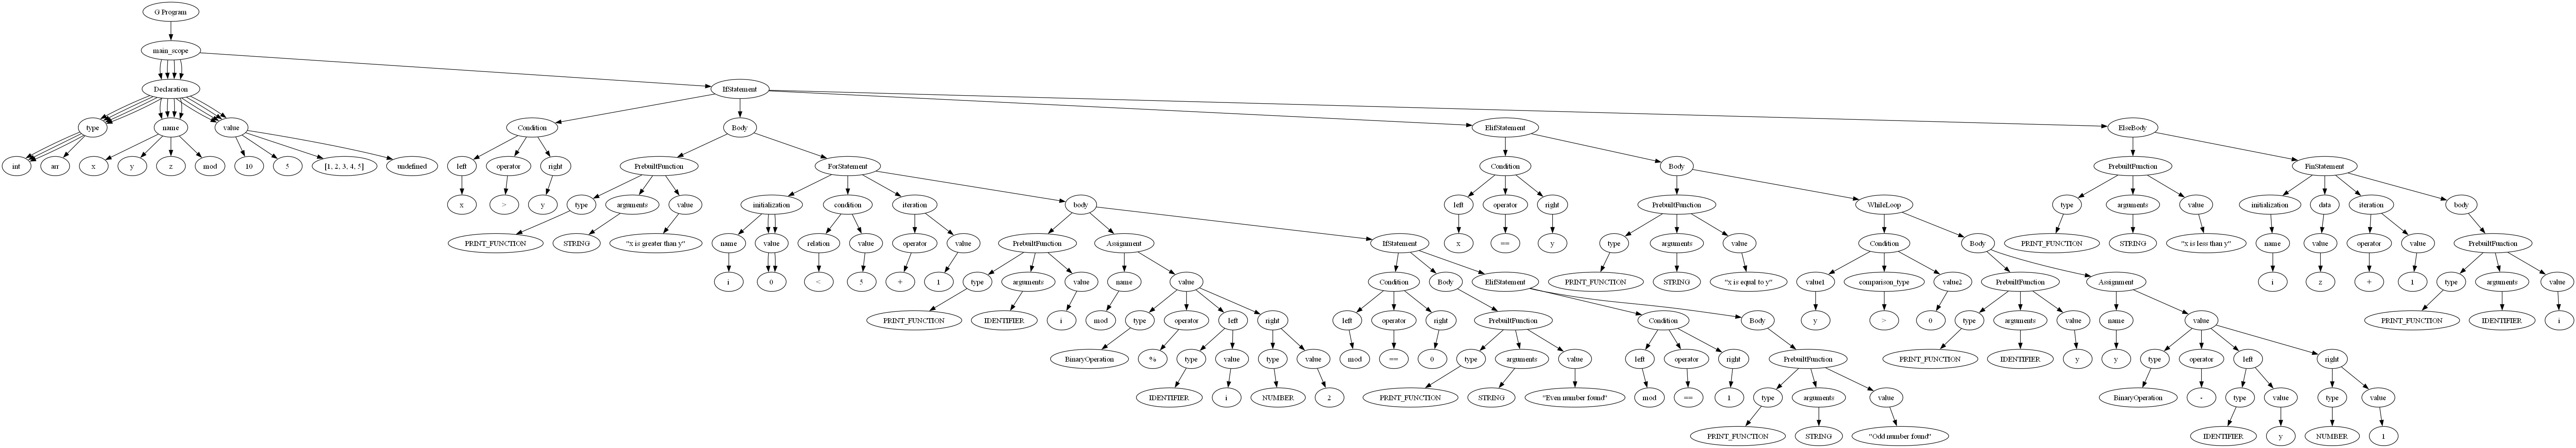 G Program
main_scope
Declaration
IfStatement
type
name
value
Condition
Body
ElifStatement
ElseBody
int
arr
x
y
z
mod
10
5
[1, 2, 3, 4, 5]
undefined
left
operator
right
PrebuiltFunction
ForStatement
Condition
Body
PrebuiltFunction
FinStatement
x
>
y
type
arguments
value
initialization
condition
iteration
body
left
operator
right
PrebuiltFunction
WhileLoop
type
arguments
value
initialization
data
iteration
body
PRINT_FUNCTION
STRING
"x is greater than y"
name
value
relation
value
operator
value
PrebuiltFunction
Assignment
IfStatement
x
==
y
type
arguments
value
Condition
Body
PRINT_FUNCTION
STRING
"x is less than y"
name
value
operator
value
PrebuiltFunction
i
0
<
5
+
1
type
arguments
value
name
value
Condition
Body
ElifStatement
PRINT_FUNCTION
STRING
"x is equal to y"
value1
comparison_type
value2
PrebuiltFunction
Assignment
i
z
+
1
type
arguments
value
PRINT_FUNCTION
IDENTIFIER
i
mod
type
operator
left
right
left
operator
right
PrebuiltFunction
Condition
Body
y
>
0
type
arguments
value
name
value
PRINT_FUNCTION
IDENTIFIER
i
BinaryOperation
%
type
value
type
value
mod
==
0
type
arguments
value
left
operator
right
PrebuiltFunction
PRINT_FUNCTION
IDENTIFIER
y
y
type
operator
left
right
IDENTIFIER
i
NUMBER
2
PRINT_FUNCTION
STRING
"Even number found"
mod
==
1
type
arguments
value
BinaryOperation
-
type
value
type
value
PRINT_FUNCTION
STRING
"Odd number found"
IDENTIFIER
y
NUMBER
1